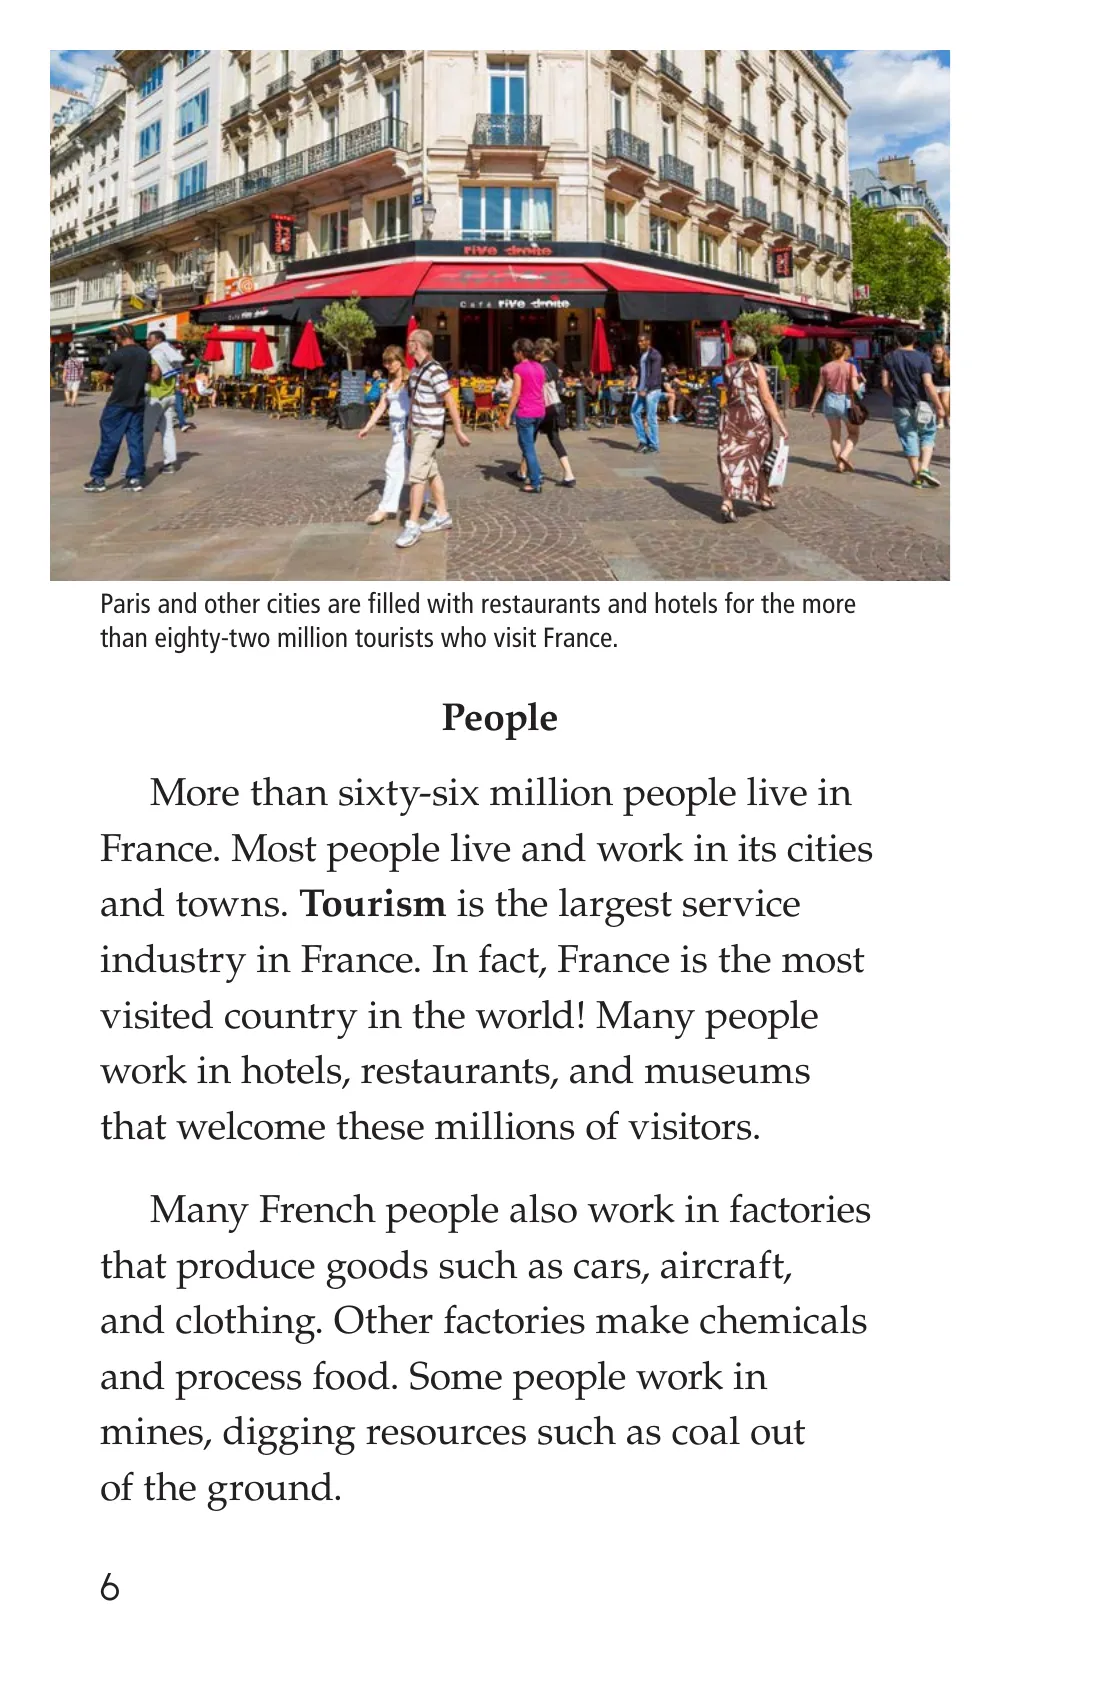 rive droite
Café rive droite
Paris and other cities are filled with restaurants and hotels for the more
than eighty-two million tourists who visit France.
People
More than sixty-six million people live in
France. Most people live and work in its cities
and towns. Tourism is the largest service
industry in France. In fact, France is the most
visited country in the world! Many people
work in hotels, restaurants, and museums
that welcome these millions of visitors.
Many French people also work in factories
that produce goods such as cars, aircraft,
and clothing. Other factories make chemicals
and process food. Some people work in
mines, digging resources such as coal out
of the ground.
6